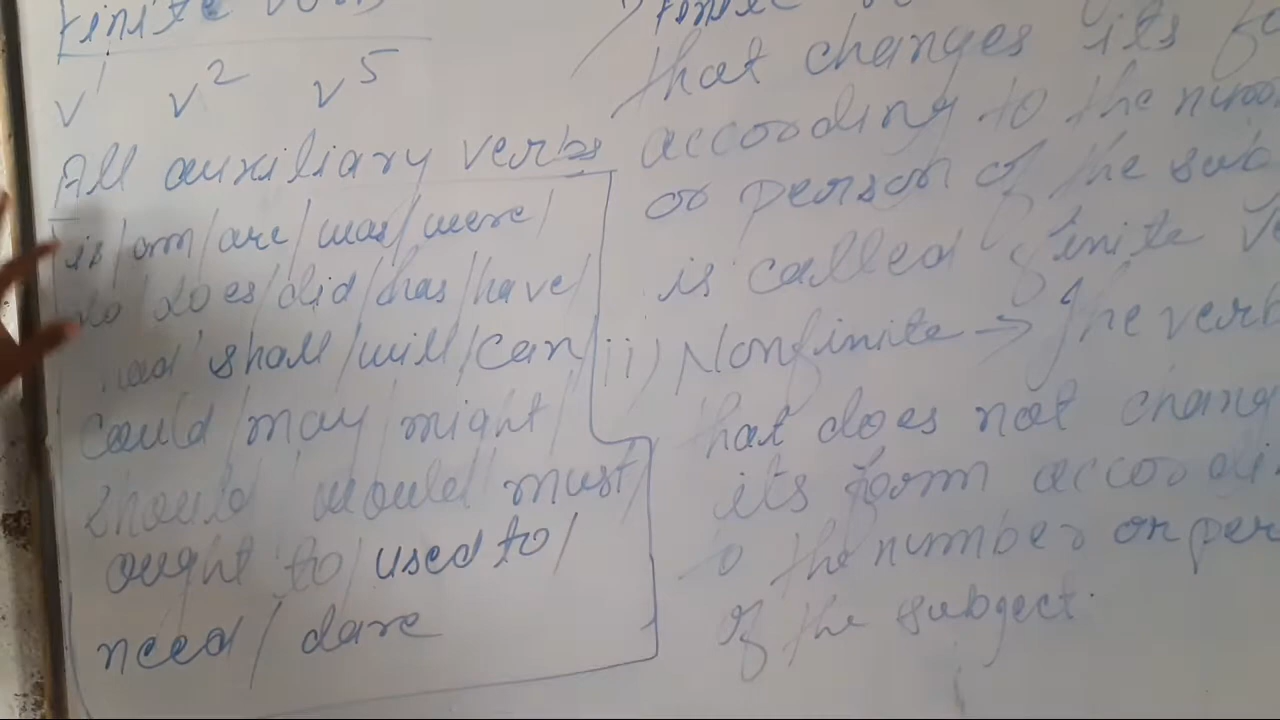 finite verbs
v1 v2 v5
All auxiliary verbs
is/am/are/was/were/
do does/did/has/have/
had shall/will/can/
could/may/might/
should would must/
ought to/used to/
need/dare
i) finite
that changes its
according to the
or person of the
is called finite
ii) Nonfinite → The verb
that does not
its form
to the number or
of the subject.